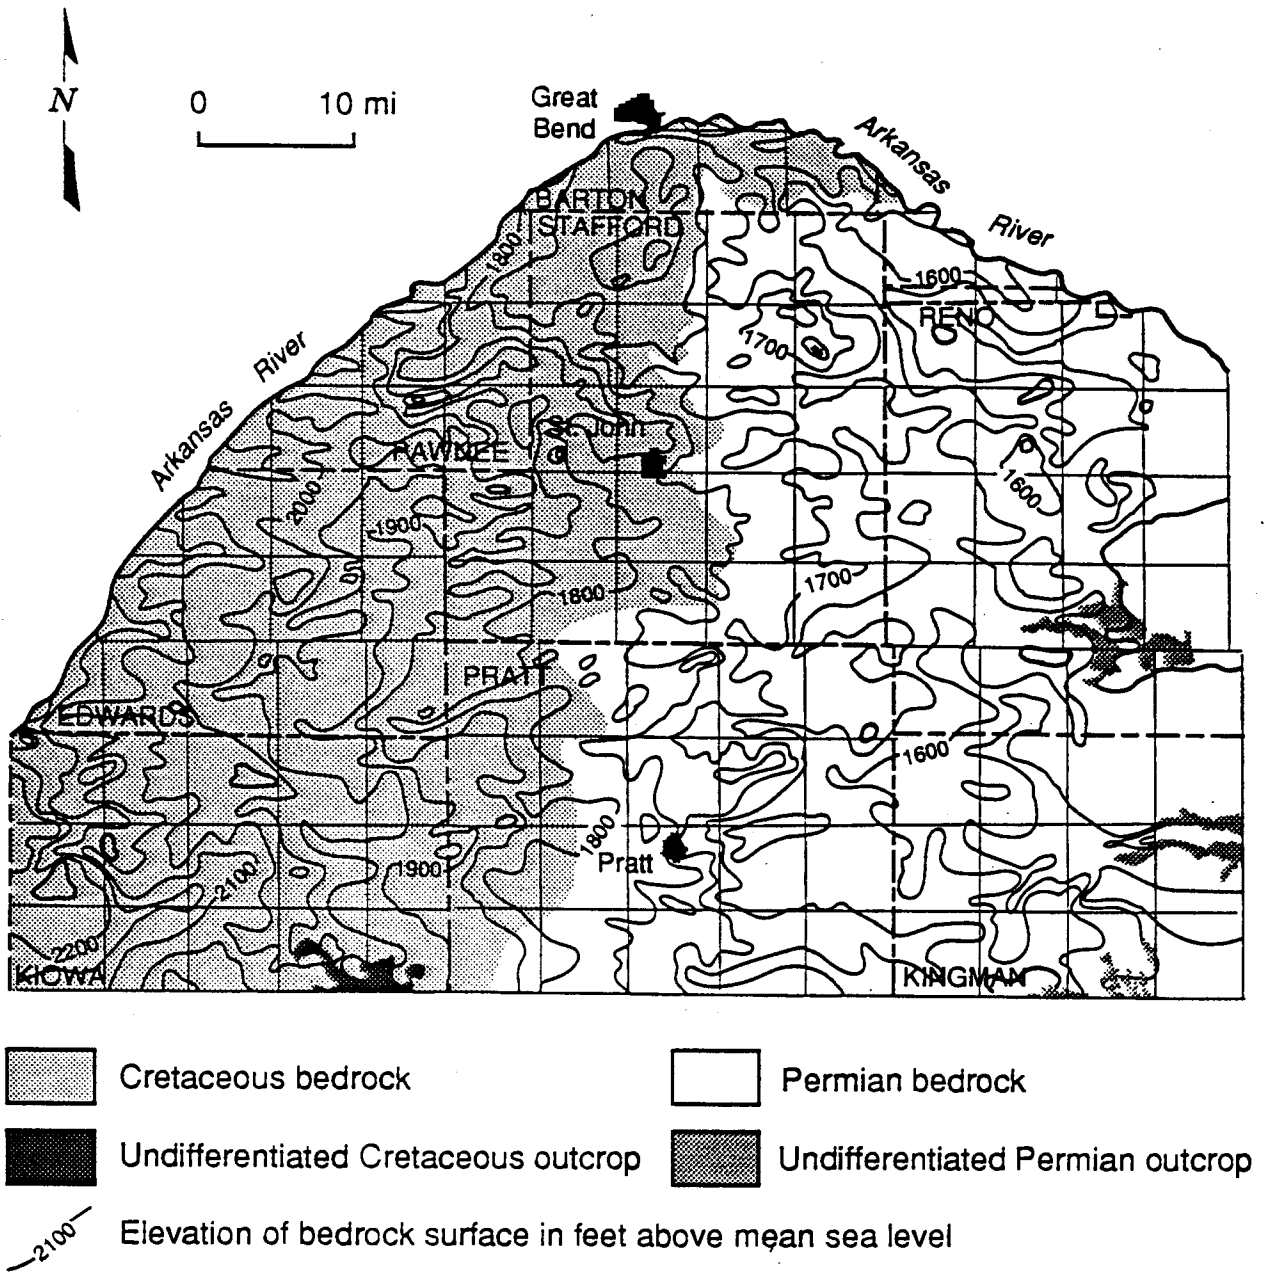 N
0 10 mi
Great
Bend
Arkansas
River
BARTON
STAFFORD
1800
1600
RENO
1700
Arkansas River
St. John
PAWNEE
2000
1900
1600
1800
1700
PRATT
EDWARDS
1600
1800
Pratt
1900
2100
2200
KIOWA
KINGMAN
Cretaceous bedrock
Permian bedrock
Undifferentiated Cretaceous outcrop
Undifferentiated Permian outcrop
2100
Elevation of bedrock surface in feet above mean sea level